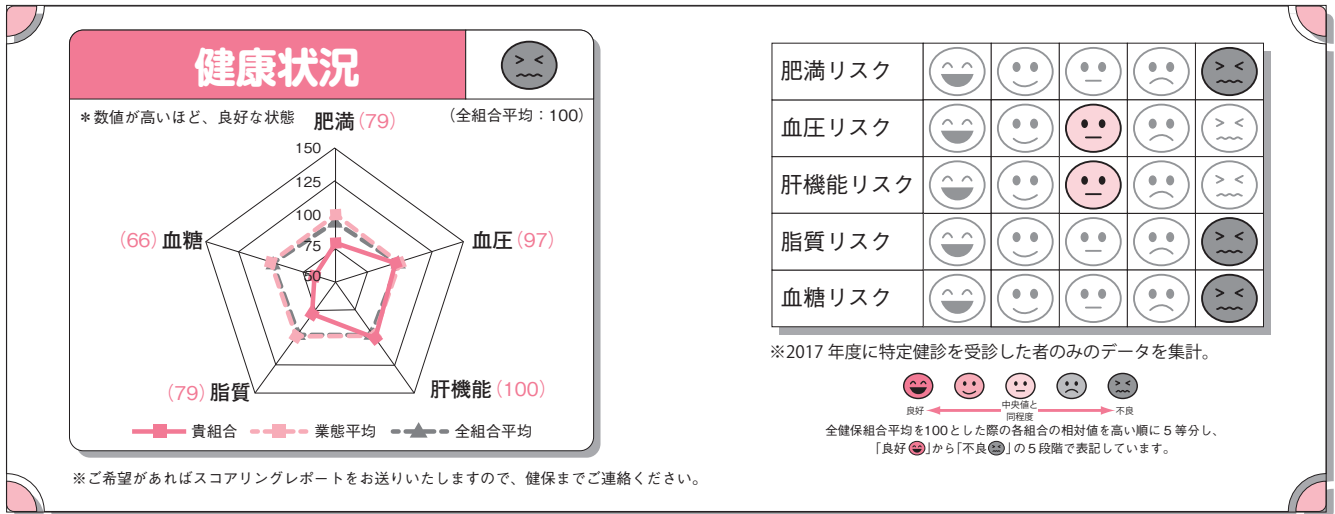 健康状況
＊数値が高いほど、良好な状態
（全組合平均：100）
肥満（79）
150
125
100
75
50
（66）血糖
血圧（97）
（79）脂質
肝機能（100）
貴組合
業態平均
全組合平均
※ご希望があればスコアリングレポートをお送りいたしますので、健保までご連絡ください。
肥満リスク
血圧リスク
肝機能リスク
脂質リスク
血糖リスク
※2017 年度に特定健診を受診した者のみのデータを集計。
良好
中央値と
同程度
不良
全健保組合平均を100とした際の各組合の相対値を高い順に５等分し、
「良好」から「不良」の５段階で表記しています。